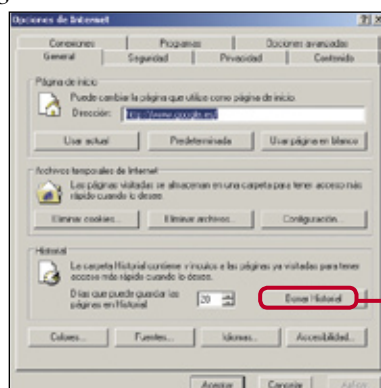 Opciones de Internet
Conexiones Programas Opciones avanzadas
General Seguridad Privacidad Contenido
Página de inicio
Puede cambiar la página que utiliza como página de inicio.
Dirección: http://www.google.es/
Usar actual Predeterminada Usar página en blanco
Archivos temporales de Internet
Las páginas visitadas se almacenan en una carpeta para tener acceso más
rápido cuando lo desee.
Eliminar cookies... Eliminar archivos... Configuración...
Historial
La carpeta Historial contiene vínculos a las páginas ya visitadas para tener
acceso más rápido cuando lo desee.
Días que puede guardar las
páginas en Historial: 20 Borrar Historial
Colores... Fuentes... Idiomas... Accesibilidad...
Aceptar Cancelar Aplicar